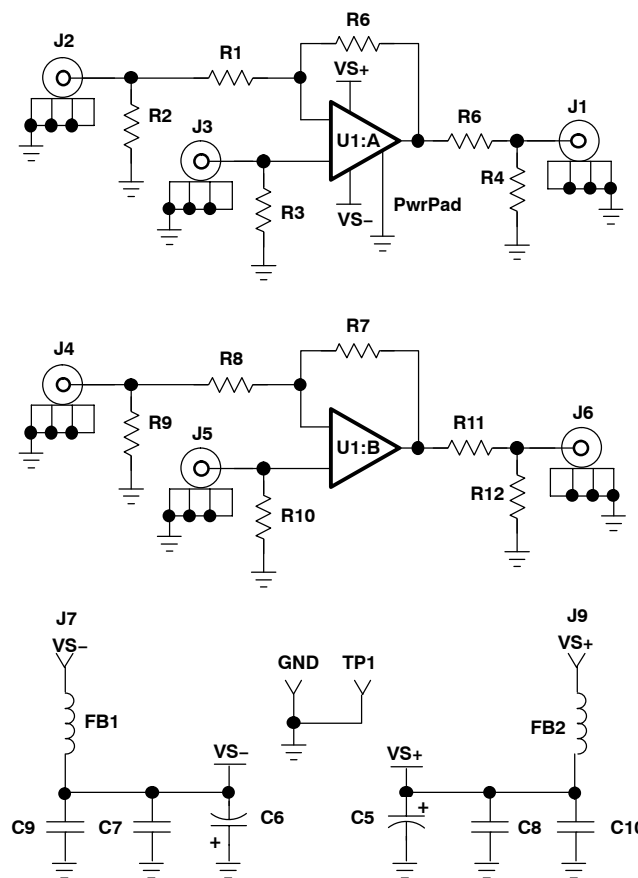 R6
J2
R1
VS+
R2
J3
U1:A
R6
J1
R3
VS−
PwrPad
R4
R7
J4
R8
R9
J5
U1:B
R11
J6
R10
R12
J7
VS−
J9
VS+
GND
TP1
FB1
FB2
VS−
VS+
C9
C7
C6
+
C5
+
C8
C10